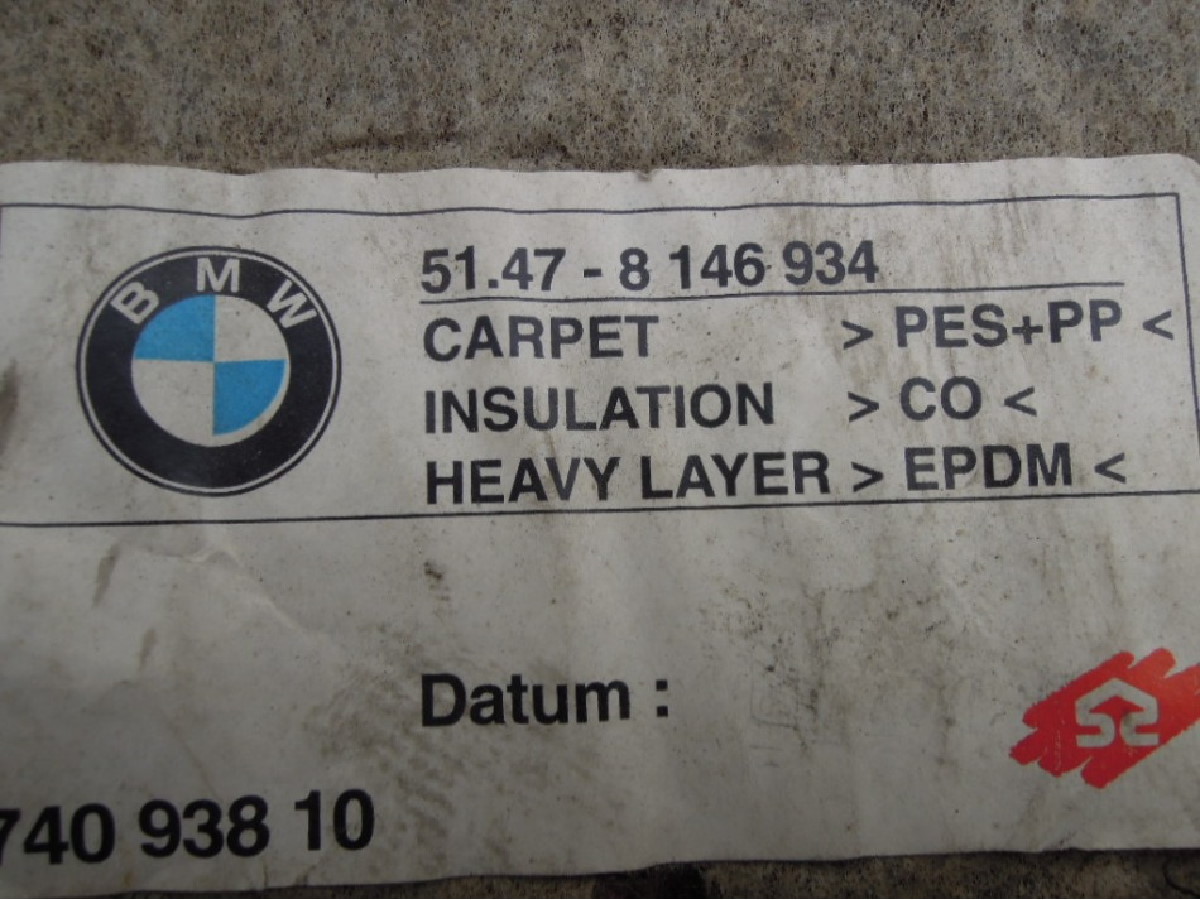 BMW
51.47 - 8 146 934
CARPET > PES+PP <
INSULATION > CO <
HEAVY LAYER > EPDM <
Datum :
740 938 10